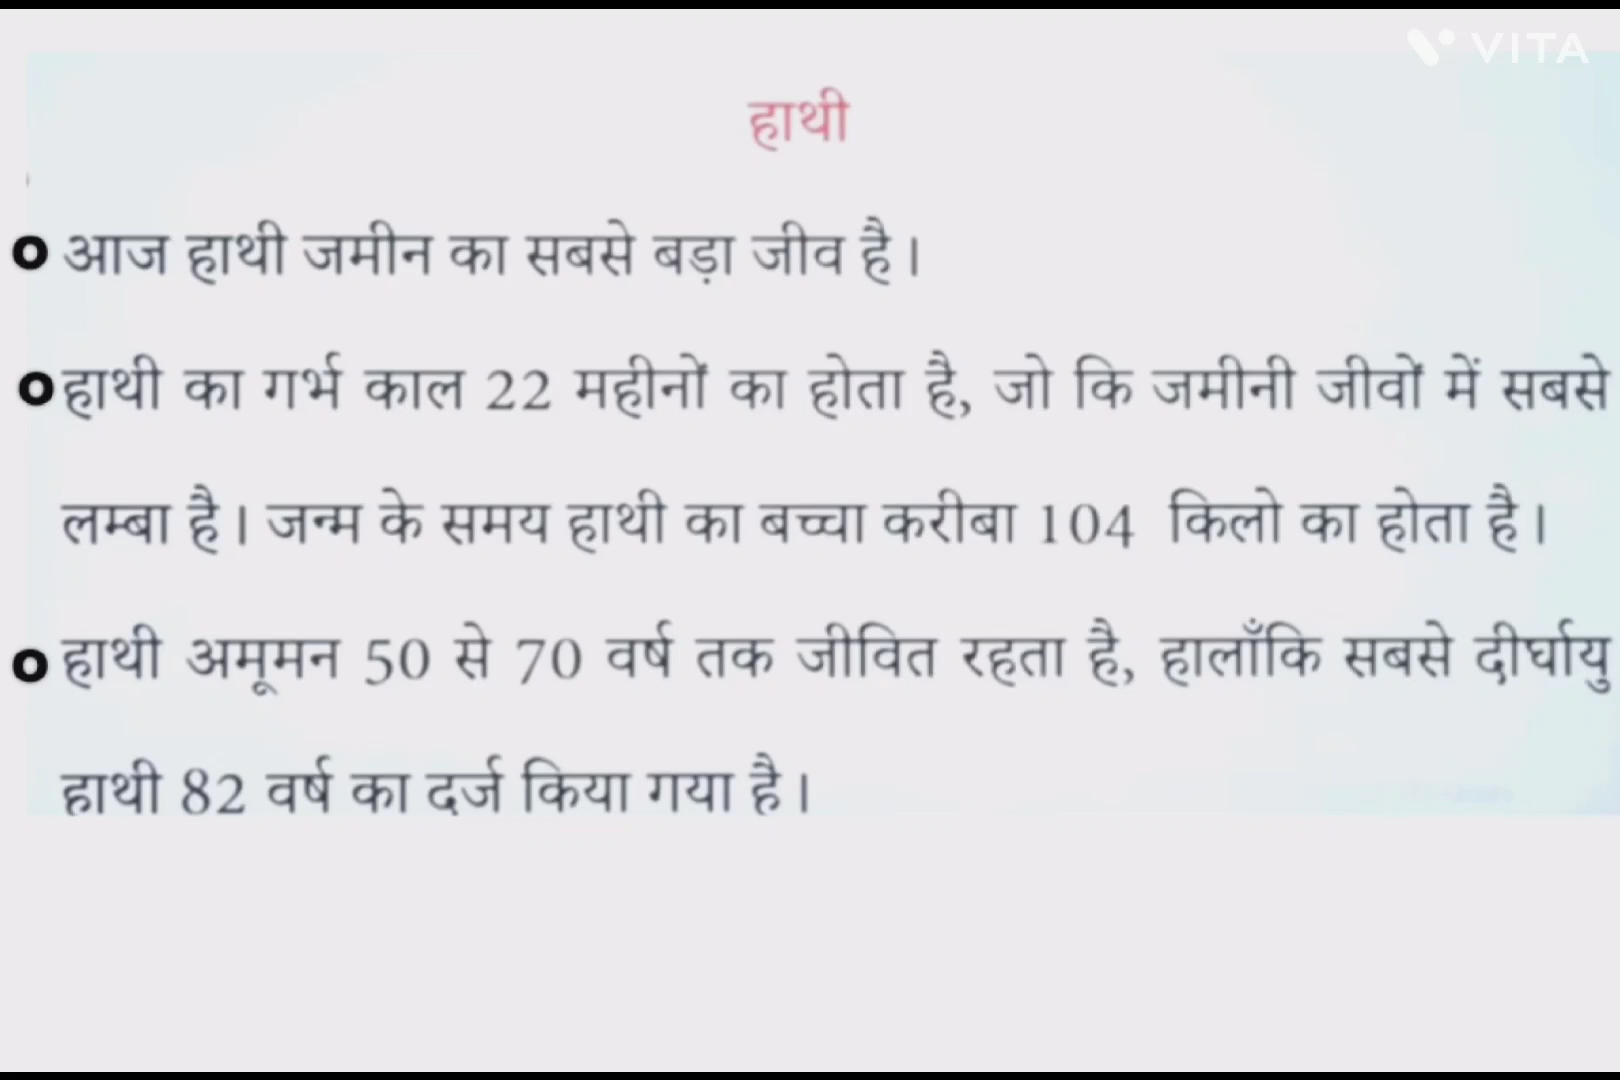 VITA
हाथी
o आज हाथी जमीन का सबसे बड़ा जीव है।
o हाथी का गर्भ काल 22 महीनों का होता है, जो कि जमीनी जीवों में सबसे
लम्बा है। जन्म के समय हाथी का बच्चा करीबा 104 किलो का होता है।
o हाथी अमूमन 50 से 70 वर्ष तक जीवित रहता है, हालाँकि सबसे दीर्घायु
हाथी 82 वर्ष का दर्ज किया गया है।